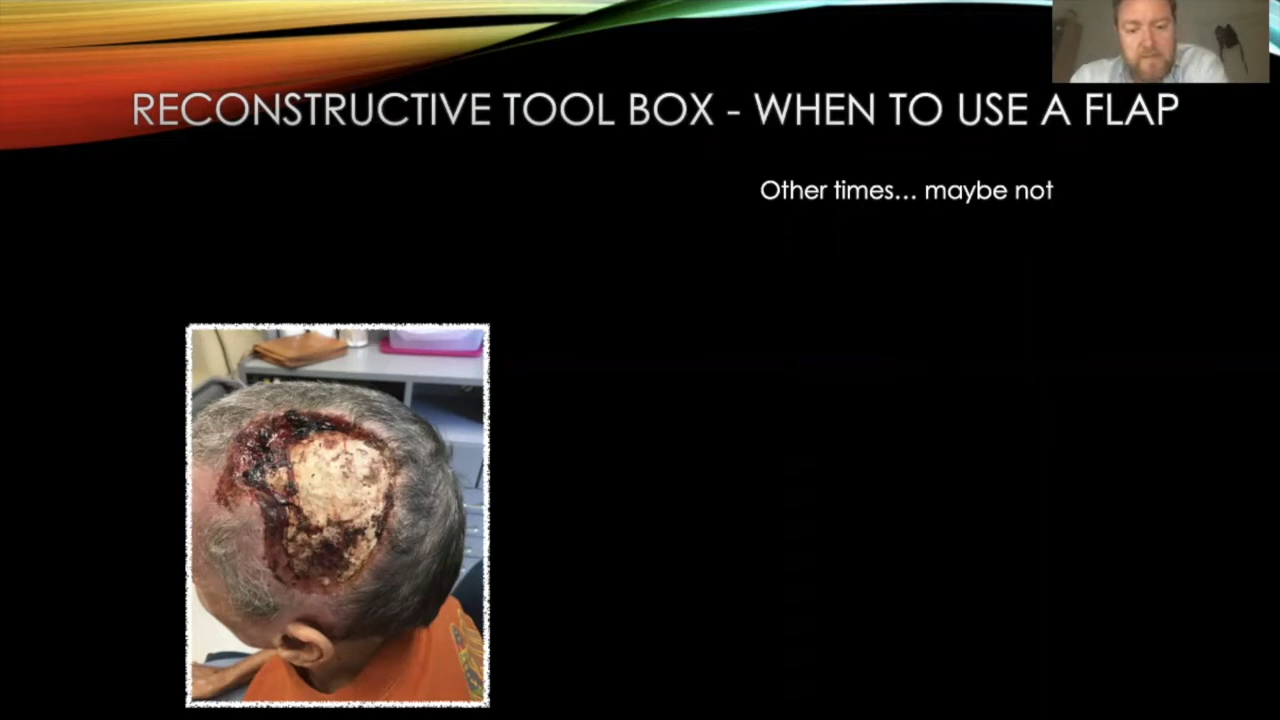 RECONSTRUCTIVE TOOL BOX - WHEN TO USE A FLAP
Other times... maybe not